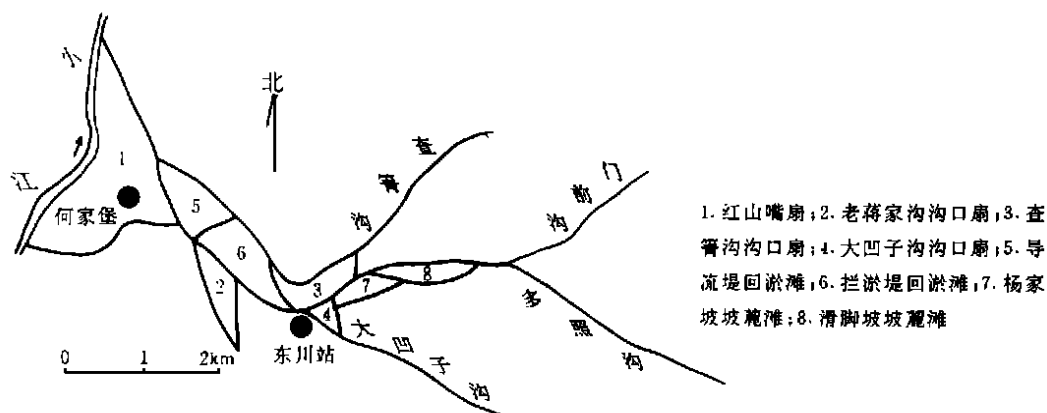 小
江
北
1
何家堡
5
6
2
3
4
7
8
查
箐
沟
门
前
沟
多
照
沟
大
凹
子
沟
东川站
0 1 2km
1. 红山嘴扇;2. 老蒋家沟沟口扇;3. 查
箐沟沟口扇;4. 大凹子沟沟口扇;5. 导
流堤回淤滩;6. 拦淤堤回淤滩;7. 杨家
坡坡麓滩;8. 滑脚坡坡麓滩